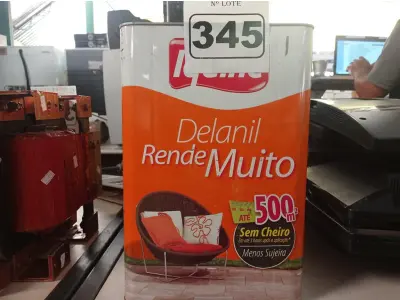 Nº LOTE
345
Delanil
Rende Muito
ATÉ
500m²
Sem Cheiro
Menos Sujeira